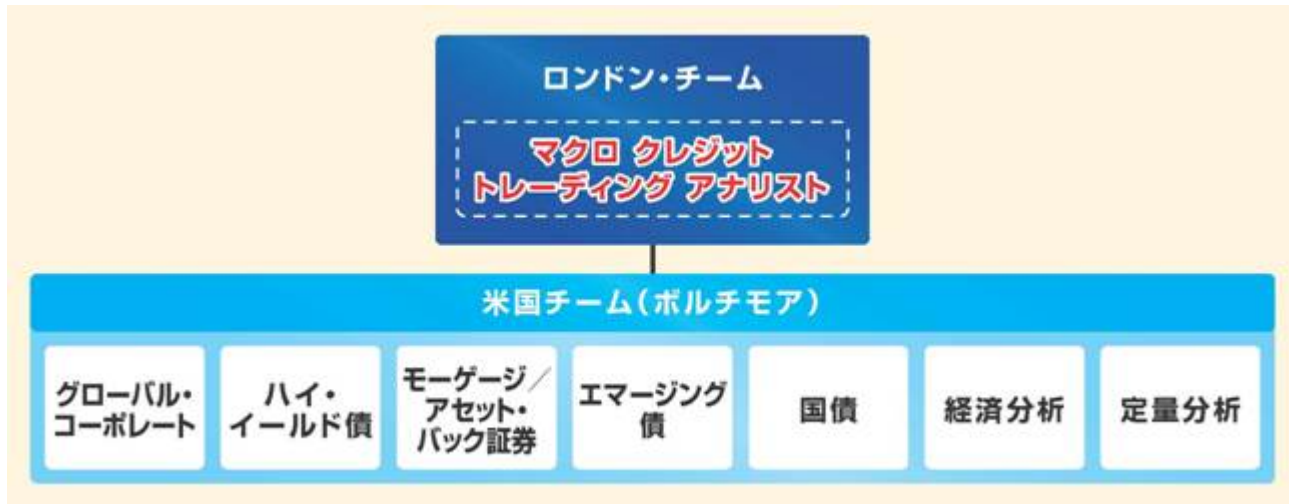 ロンドン・チーム
マクロ クレジット
トレーディング アナリスト
米国チーム(ボルチモア)
グローバル・
コーポレート
ハイ・
イールド債
モーゲージ/
アセット・
バック証券
エマージング
債
国債
経済分析
定量分析